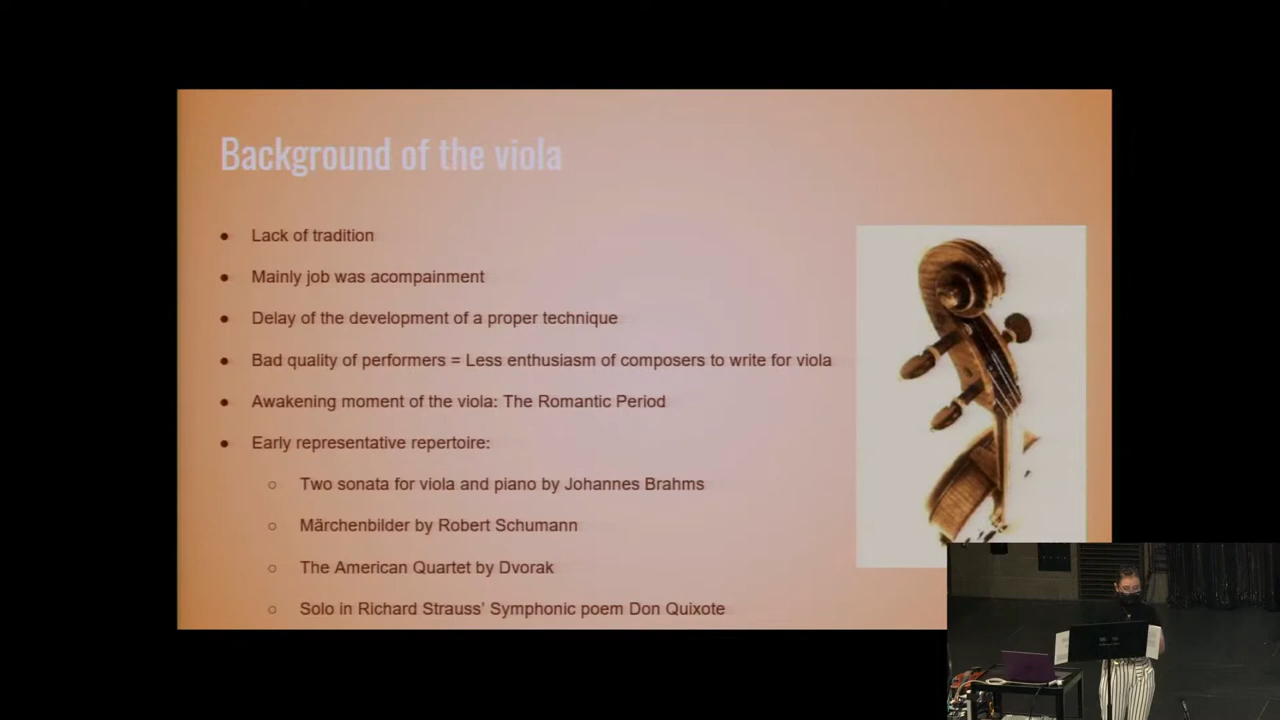 Background of the viola
● Lack of tradition
● Mainly job was acompainment
● Delay of the development of a proper technique
● Bad quality of performers = Less enthusiasm of composers to write for viola
● Awakening moment of the viola: The Romantic Period
● Early representative repertoire:
○ Two sonata for viola and piano by Johannes Brahms
○ Märchenbilder by Robert Schumann
○ The American Quartet by Dvorak
○ Solo in Richard Strauss’ Symphonic poem Don Quixote